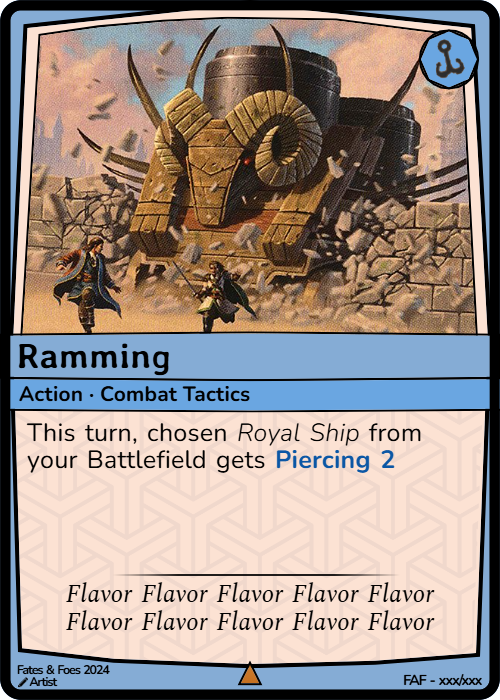 Ramming
Action · Combat Tactics
This turn, chosen Royal Ship from
your Battlefield gets Piercing 2
Flavor Flavor Flavor Flavor Flavor
Flavor Flavor Flavor Flavor Flavor
Fates & Foes 2024
Artist
FAF - xxx/xxx